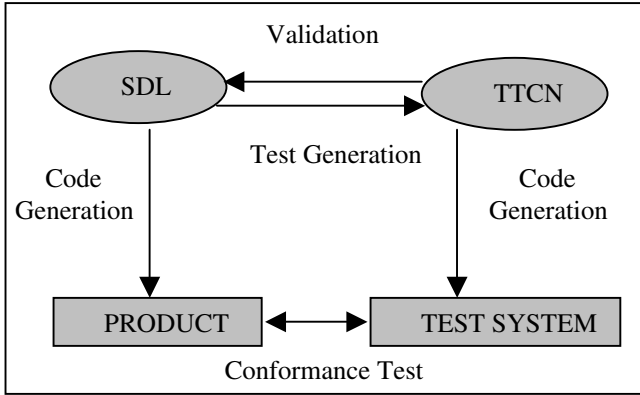 Validation
SDL
TTCN
Test Generation
Code
Generation
Code
Generation
PRODUCT
TEST SYSTEM
Conformance Test